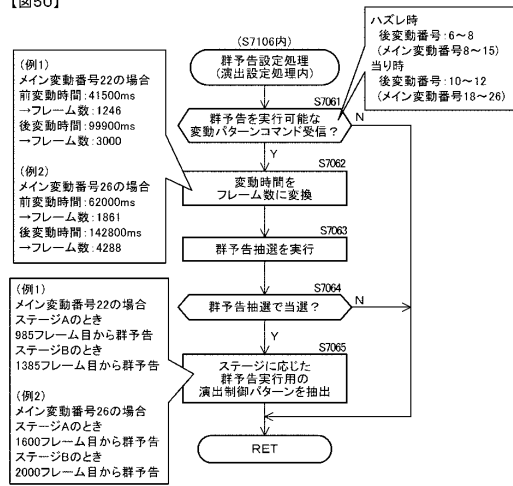 【図50】
(S7106内)
群予告設定処理
(演出設定処理内)
ハズレ時
後変動番号:6~8
(メイン変動番号8~15)
当り時
後変動番号:10~12
(メイン変動番号18~26)
S7061
群予告を実行可能な
変動パターンコマンド受信?
N
Y
(例1)
メイン変動番号22の場合
前変動時間:41500ms
→フレーム数:1246
後変動時間:99900ms
→フレーム数:3000
(例2)
メイン変動番号26の場合
前変動時間:62000ms
→フレーム数:1861
後変動時間:142800ms
→フレーム数:4288
S7062
変動時間を
フレーム数に変換
S7063
群予告抽選を実行
S7064
群予告抽選で当選?
N
Y
(例1)
メイン変動番号22の場合
ステージAのとき
985フレーム目から群予告
ステージBのとき
1385フレーム目から群予告
(例2)
メイン変動番号26の場合
ステージAのとき
1600フレーム目から群予告
ステージBのとき
2000フレーム目から群予告
S7065
ステージに応じた
群予告実行用の
演出制御パターンを抽出
RET